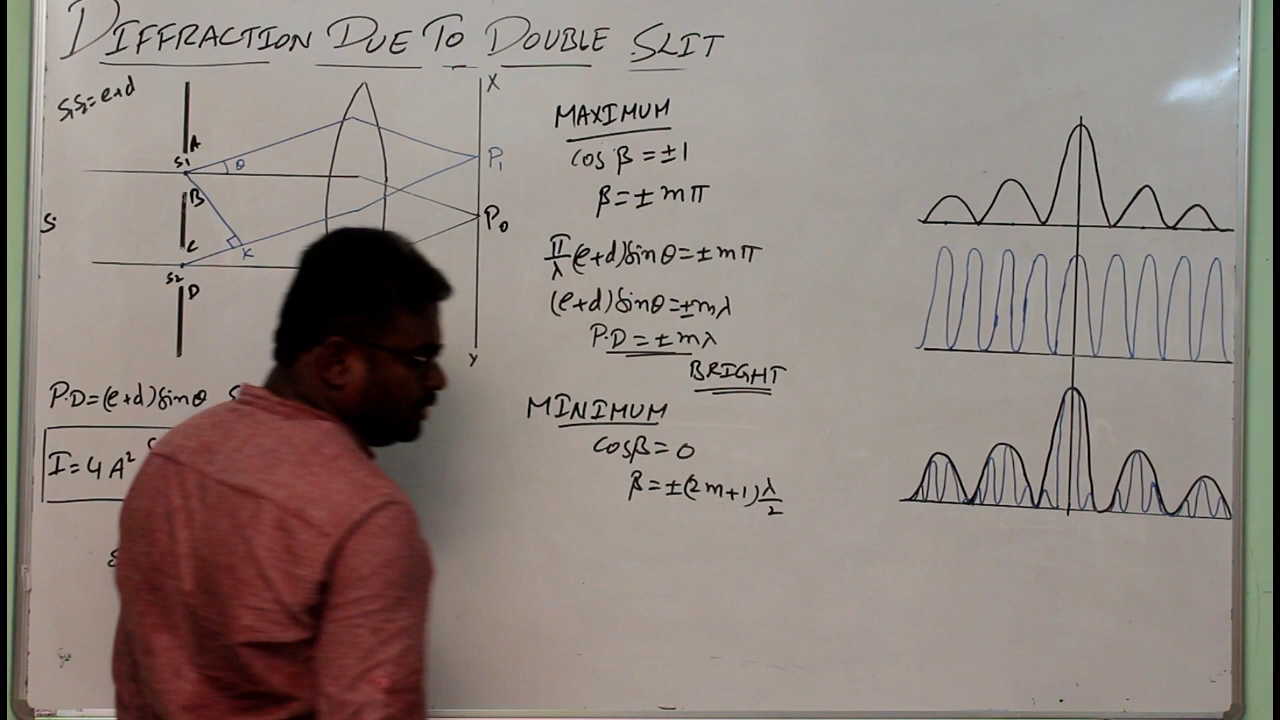 DIFFRACTION DUE TO DOUBLE SLIT
S₁S₂=e+d
X
A
S1
θ
P₁
B
S
P₀
C
K
S2
D
Y
P.D=(e+d)sinθ
I=4A²
MAXIMUM
cos β=±1
β=±mπ
π/λ(e+d)sinθ=±mπ
(e+d)sinθ=±mλ
P.D=±mλ
BRIGHT
MINIMUM
cosβ=0
β=±(2m+1)λ/2